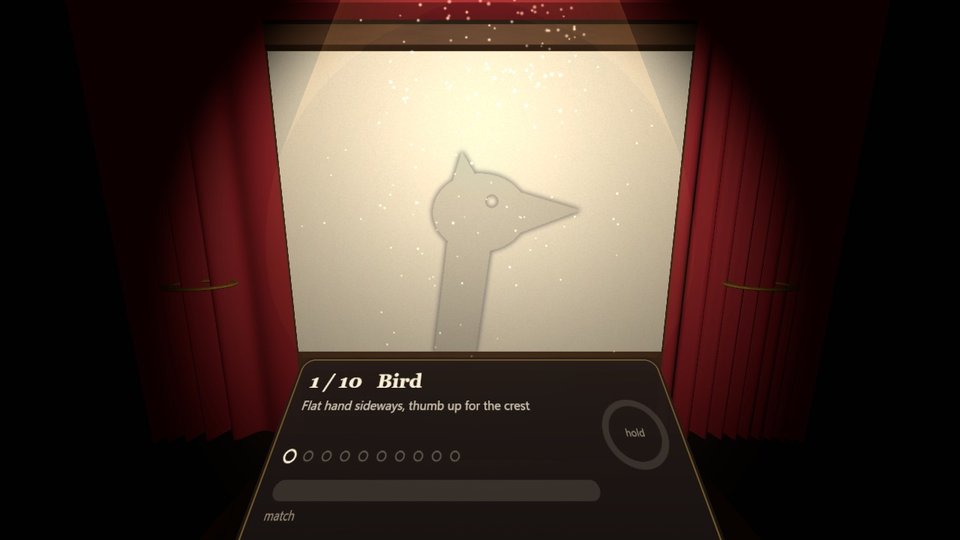 1 / 10 Bird
Flat hand sideways, thumb up for the crest
hold
match